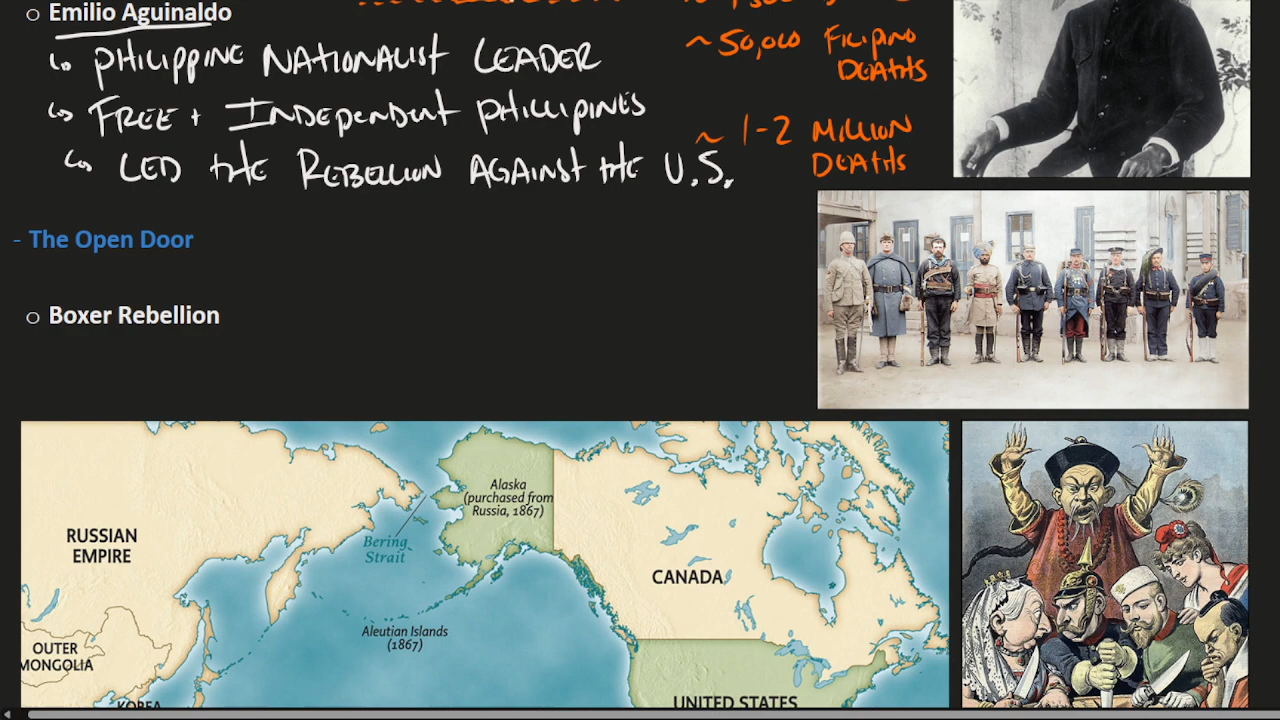 ○ Emilio Aguinaldo
↳ PHILIPPINE NATIONALIST LEADER
↳ FREE + INDEPENDENT PHILLIPINES
↳ LED THE REBELLION AGAINST THE U.S.
~ 50,000 FILIPINO
DEATHS
~ 1-2 MILLION
DEATHS
- The Open Door
○ Boxer Rebellion
Alaska
(purchased from
Russia, 1867)
RUSSIAN
EMPIRE
Bering
Strait
CANADA
Aleutian Islands
(1867)
OUTER
MONGOLIA
KOREA
UNITED STATES